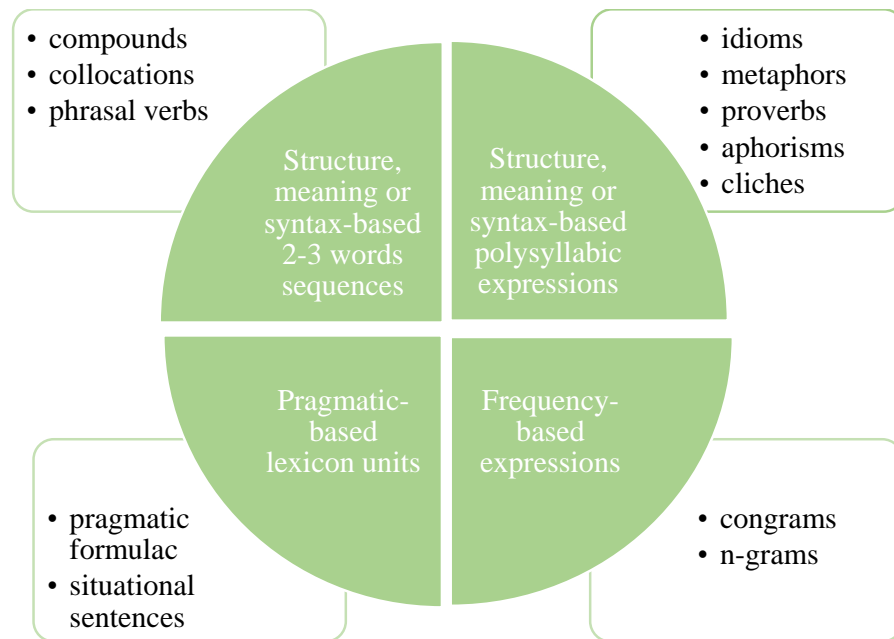 • compounds
• collocations
• phrasal verbs
• idioms
• metaphors
• proverbs
• aphorisms
• cliches
Structure,
meaning or
syntax-based
2-3 words
sequences
Structure,
meaning or
syntax-based
polysyllabic
expressions
Pragmatic-
based
lexicon units
Frequency-
based
expressions
• pragmatic
formulac
• situational
sentences
• congrams
• n-grams